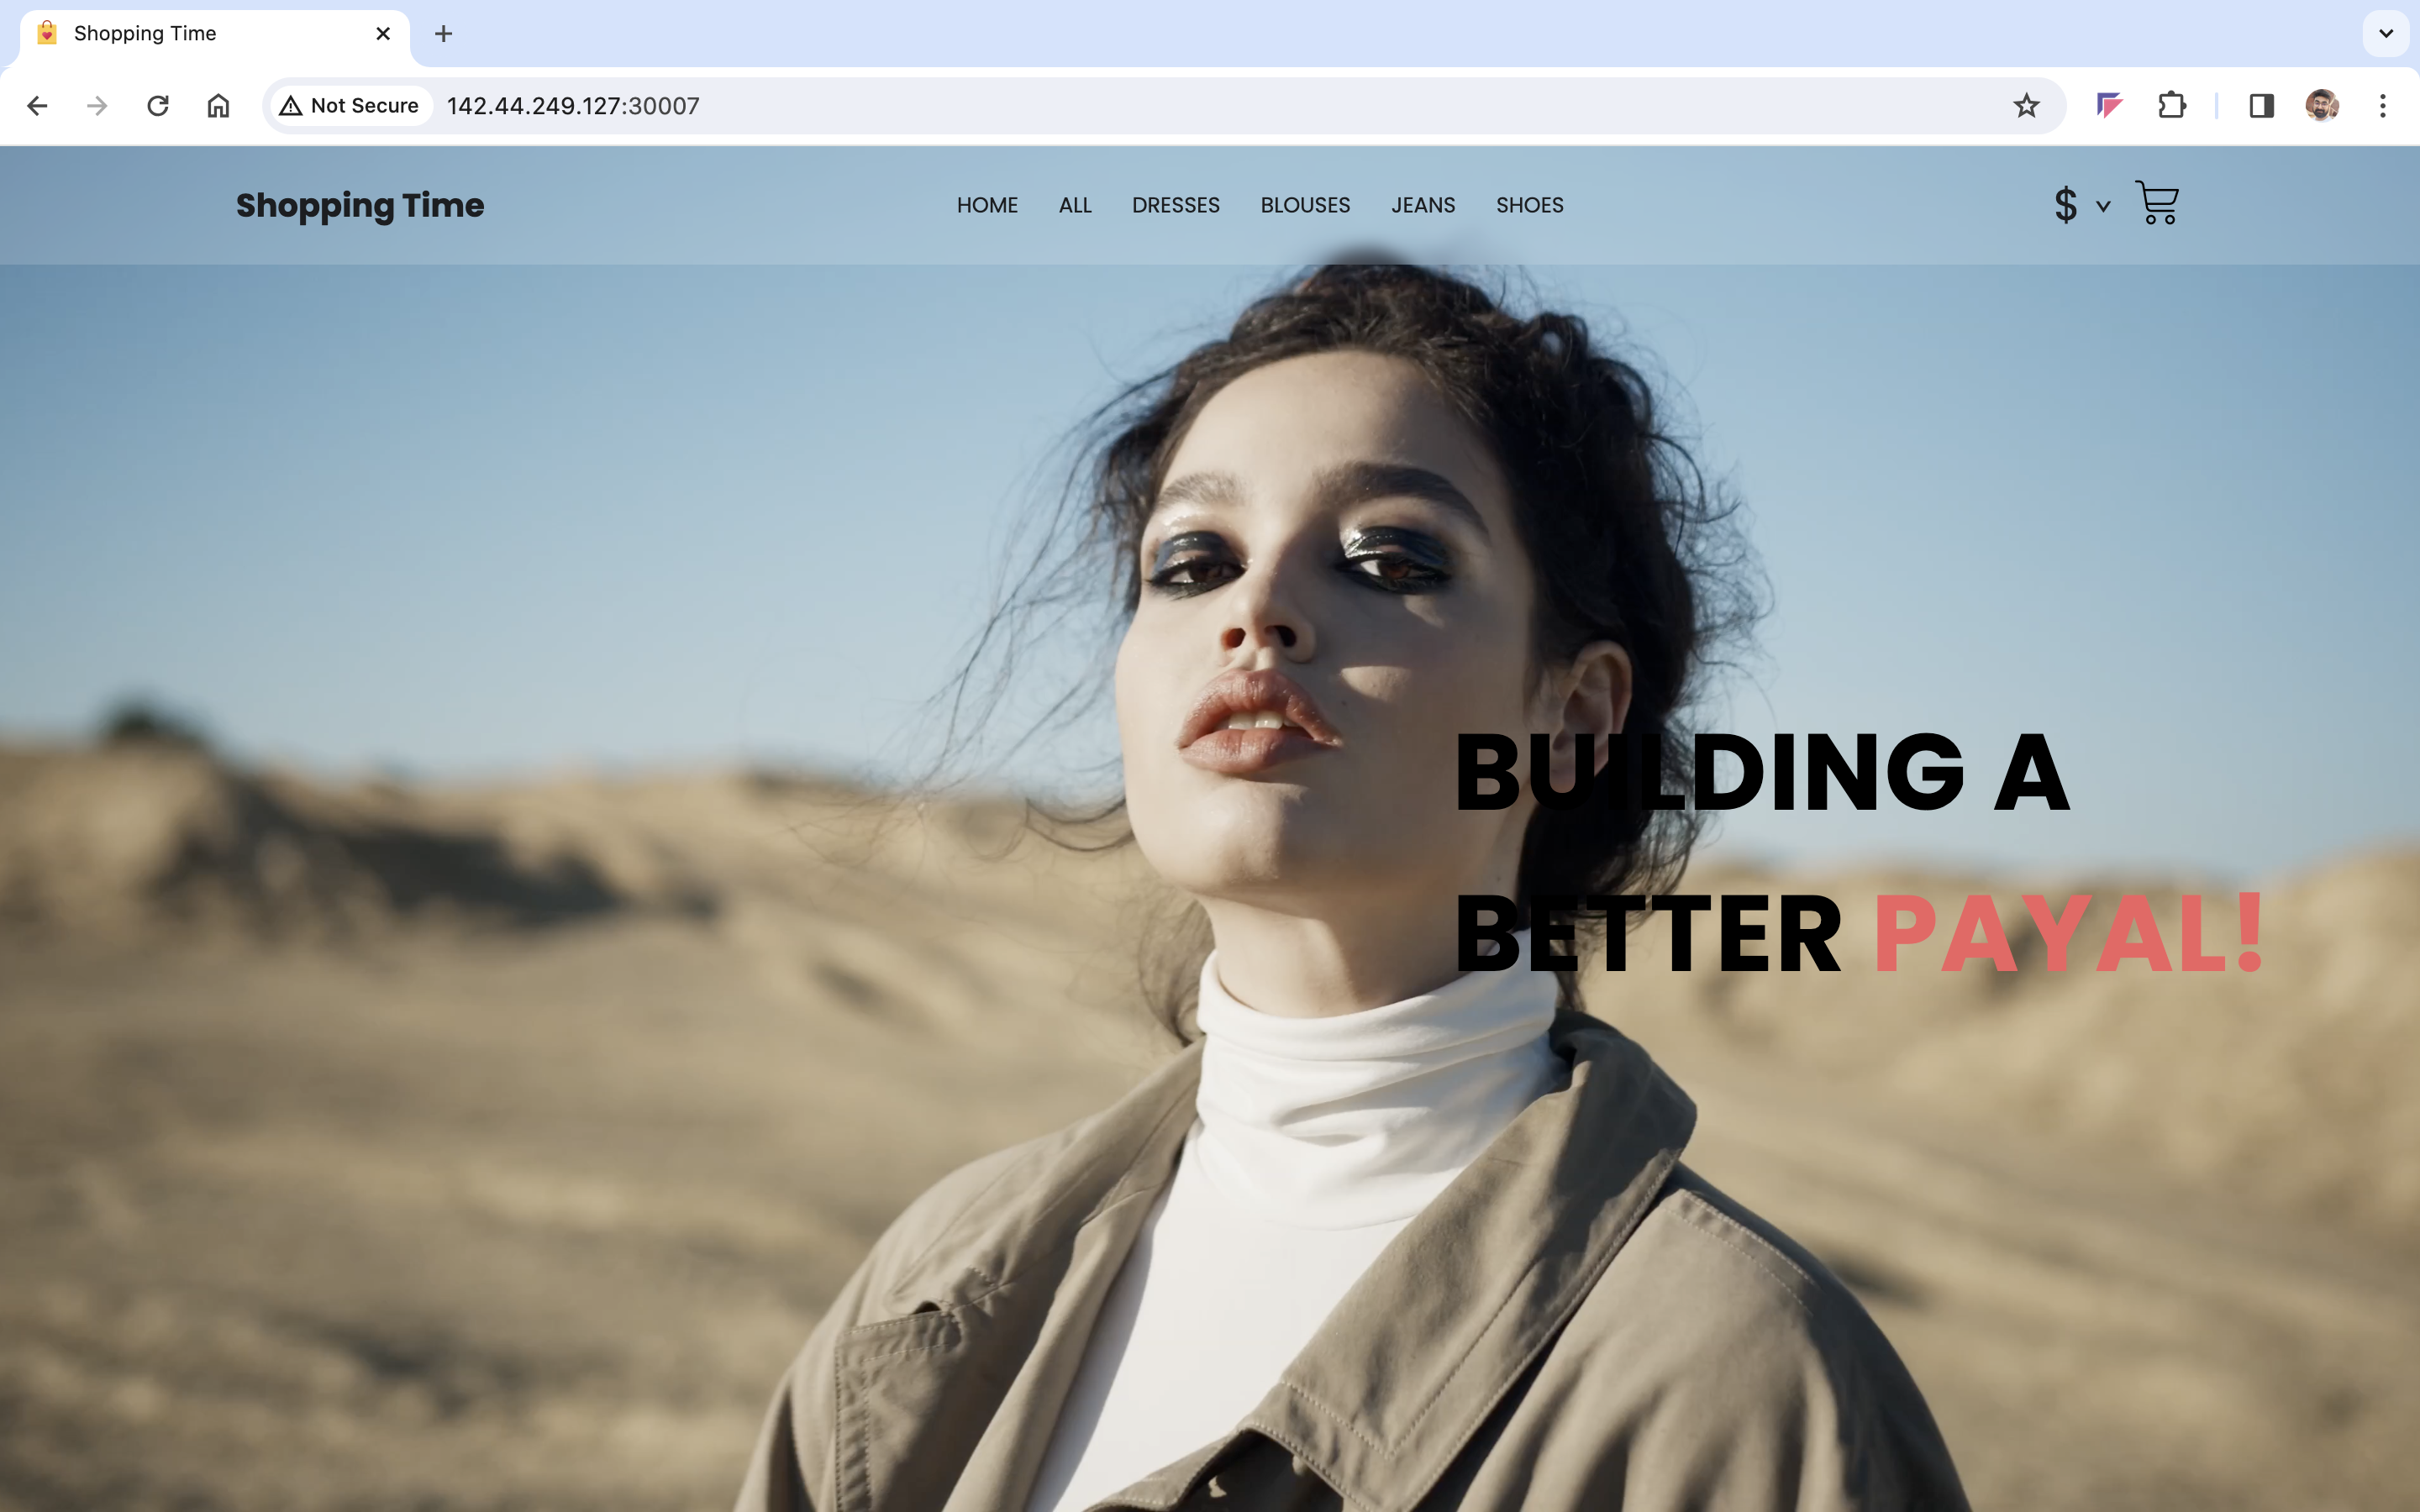 Shopping Time
Not Secure 142.44.249.127:30007
Shopping Time HOME ALL DRESSES BLOUSES JEANS SHOES $
BUILDING A
BETTER PAYAL!